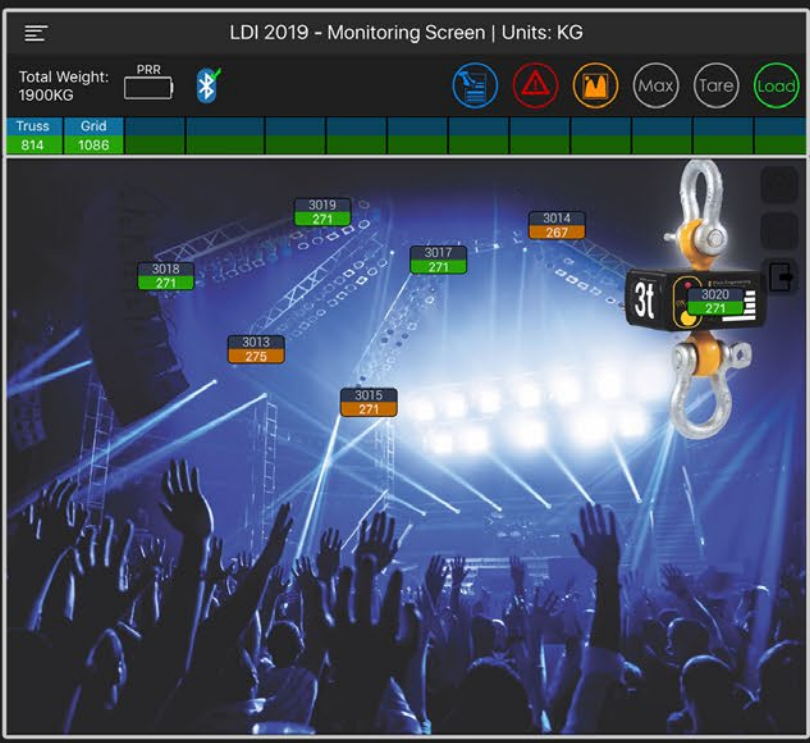 LDI 2019 - Monitoring Screen | Units: KG
Total Weight:
1900KG
PRR
Max
Tare
Load
Truss Grid
814 1086
3019
271
3014
267
3017
271
3018
271
3020
271
3t
3013
275
3015
271